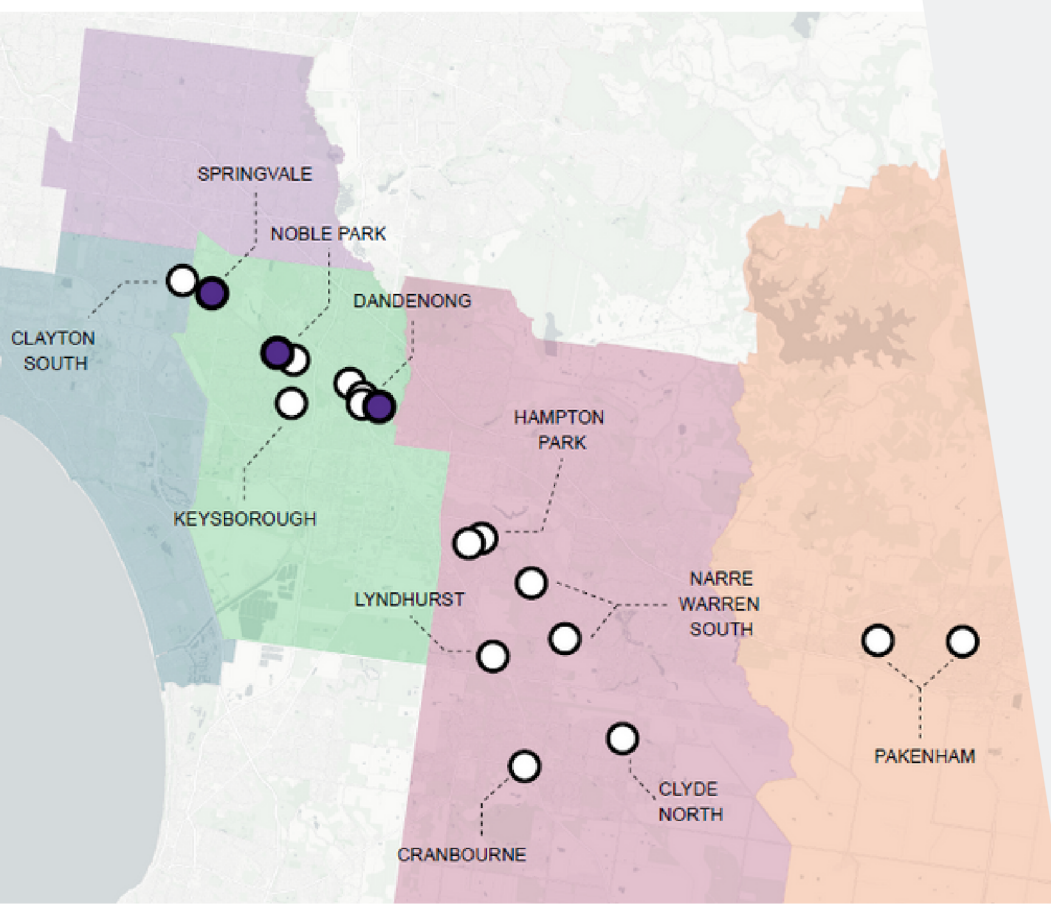 SPRINGVALE
NOBLE PARK
DANDENONG
CLAYTON
SOUTH
HAMPTON
PARK
KEYSBOROUGH
NARRE
WARREN
SOUTH
LYNDHURST
PAKENHAM
CLYDE
NORTH
CRANBOURNE